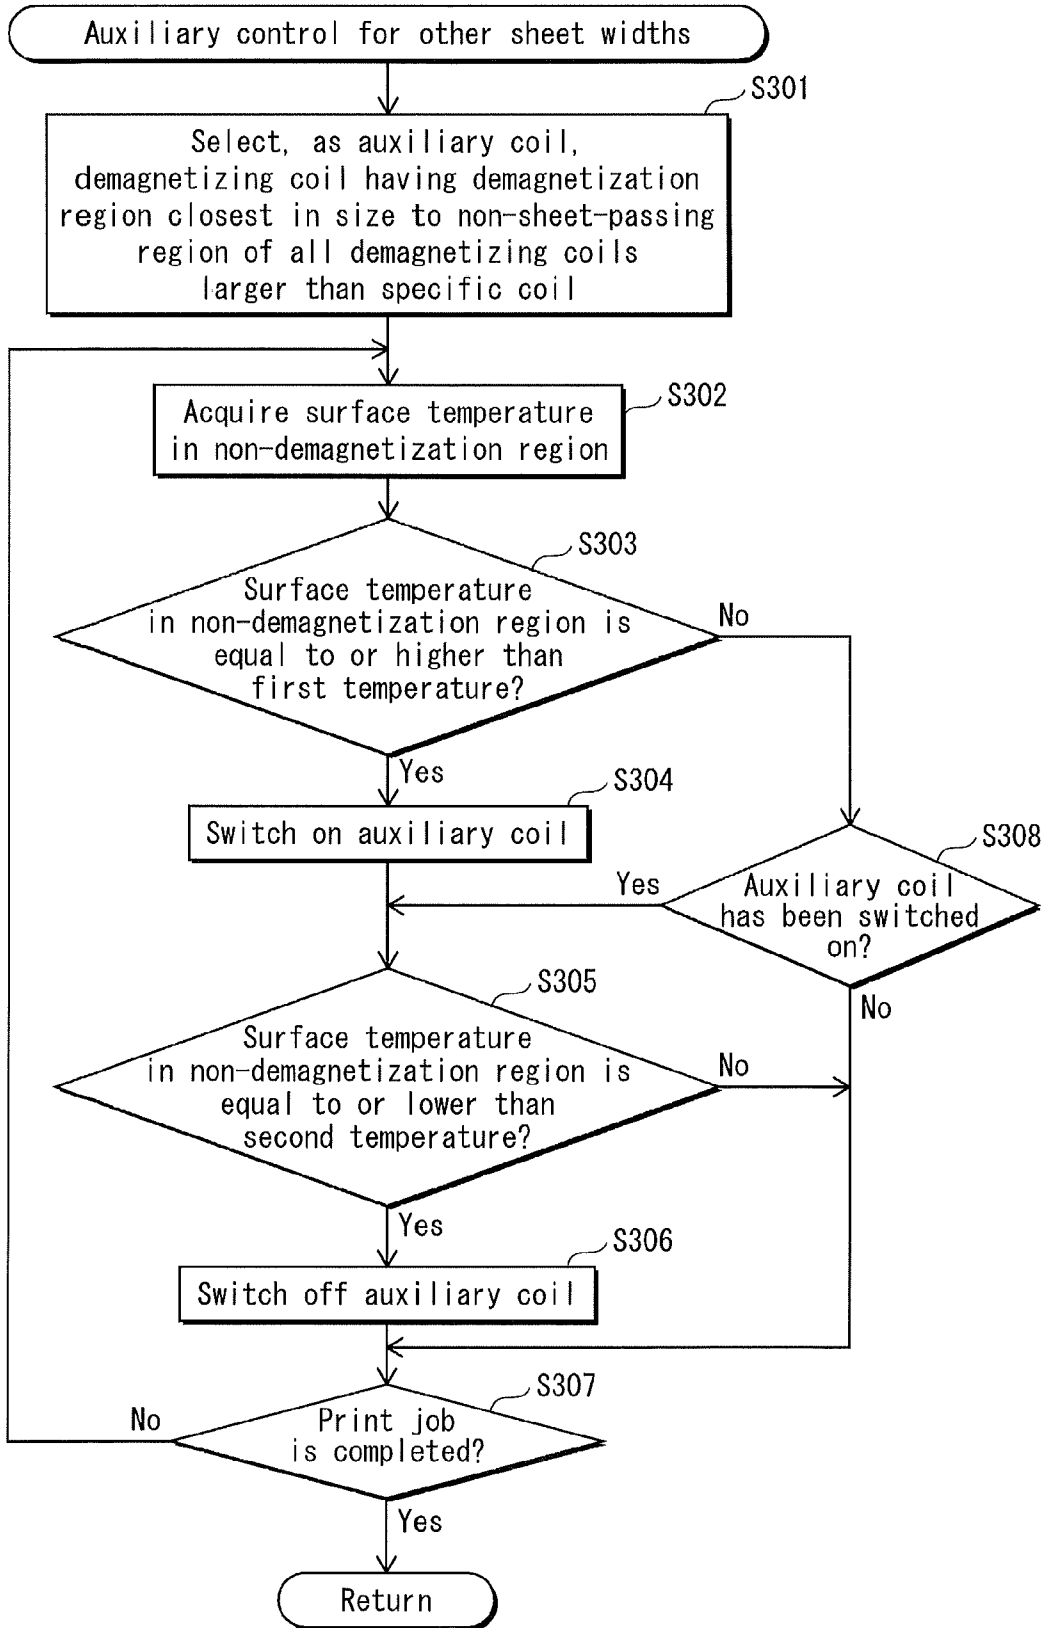 Auxiliary control for other sheet widths
S301
Select, as auxiliary coil,
demagnetizing coil having demagnetization
region closest in size to non-sheet-passing
region of all demagnetizing coils
larger than specific coil
S302
Acquire surface temperature
in non-demagnetization region
S303
Surface temperature
in non-demagnetization region is
equal to or higher than
first temperature?
No
Yes
S304
Switch on auxiliary coil
S308
Auxiliary coil
has been switched
on?
Yes
No
S305
Surface temperature
in non-demagnetization region is
equal to or lower than
second temperature?
No
Yes
S306
Switch off auxiliary coil
S307
Print job
is completed?
No
Yes
Return